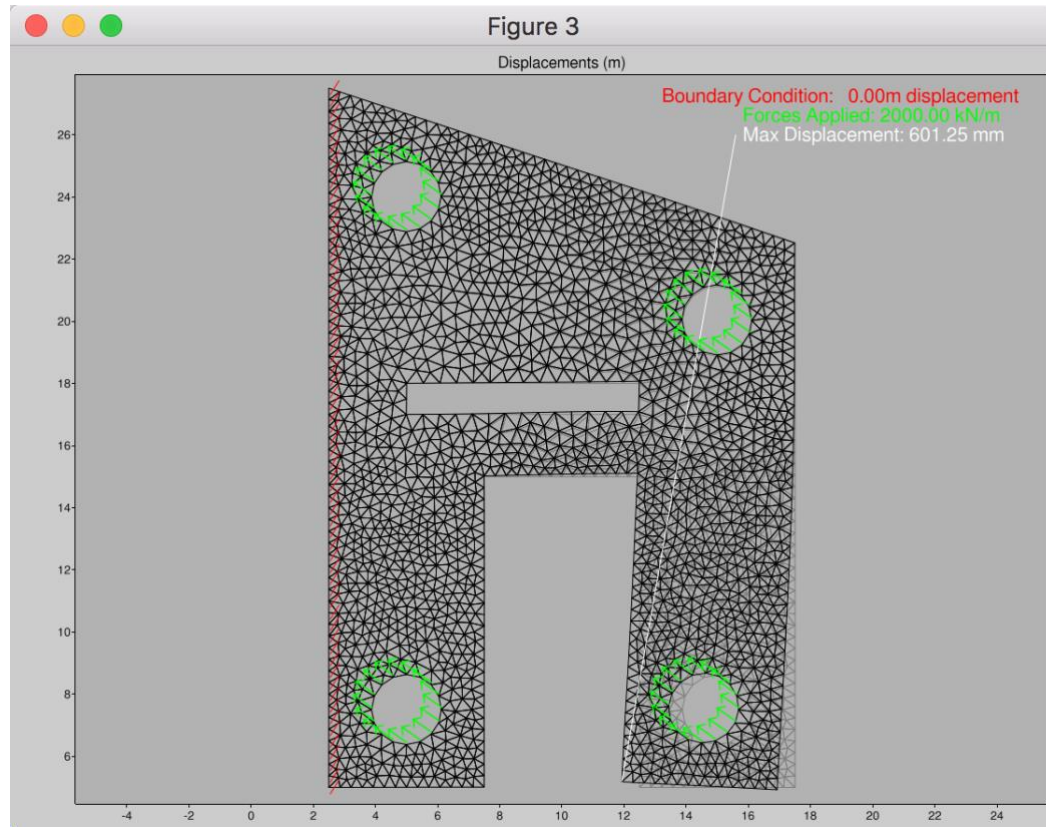 Figure 3
Displacements (m)
Boundary Condition: 0.00m displacement
Forces Applied: 2000.00 kN/m
Max Displacement: 601.25 mm
26
24
22
20
18
16
14
12
10
8
6
-4 -2 0 2 4 6 8 10 12 14 16 18 20 22 24